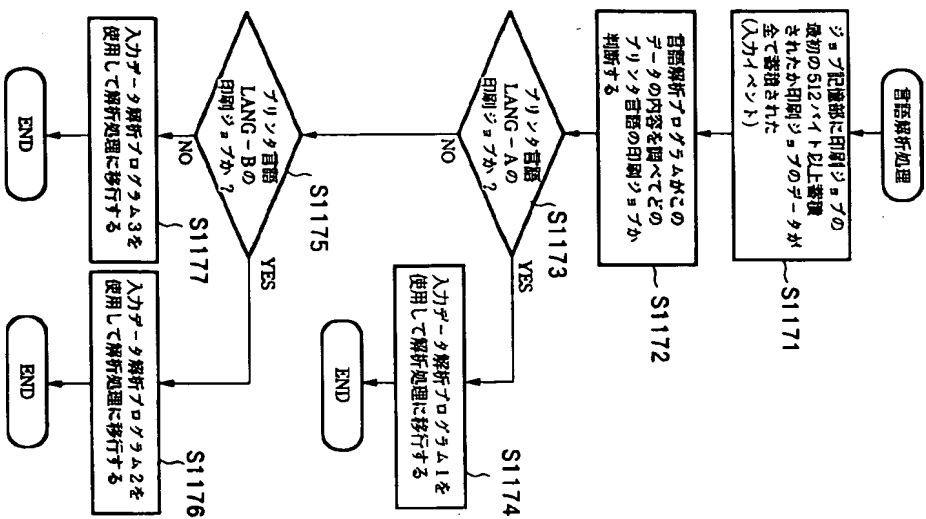 言語解析処理
ジョブ記憶部に印刷ジョブの
最初の512バイト以上蓄積
されたか印刷ジョブのデータが
全て蓄積された
(入力イベント)
S1171
言語解析プログラムがこの
データの内容を調べてどの
プリンタ言語の印刷ジョブか
判断する
S1172
プリンタ言語
LANG-Aの
印刷ジョブか?
S1173
YES
NO
入力データ解析プログラム1を
使用して解析処理に移行する
S1174
END
プリンタ言語
LANG-Bの
印刷ジョブか?
S1175
YES
NO
入力データ解析プログラム2を
使用して解析処理に移行する
S1176
END
入力データ解析プログラム3を
使用して解析処理に移行する
S1177
END